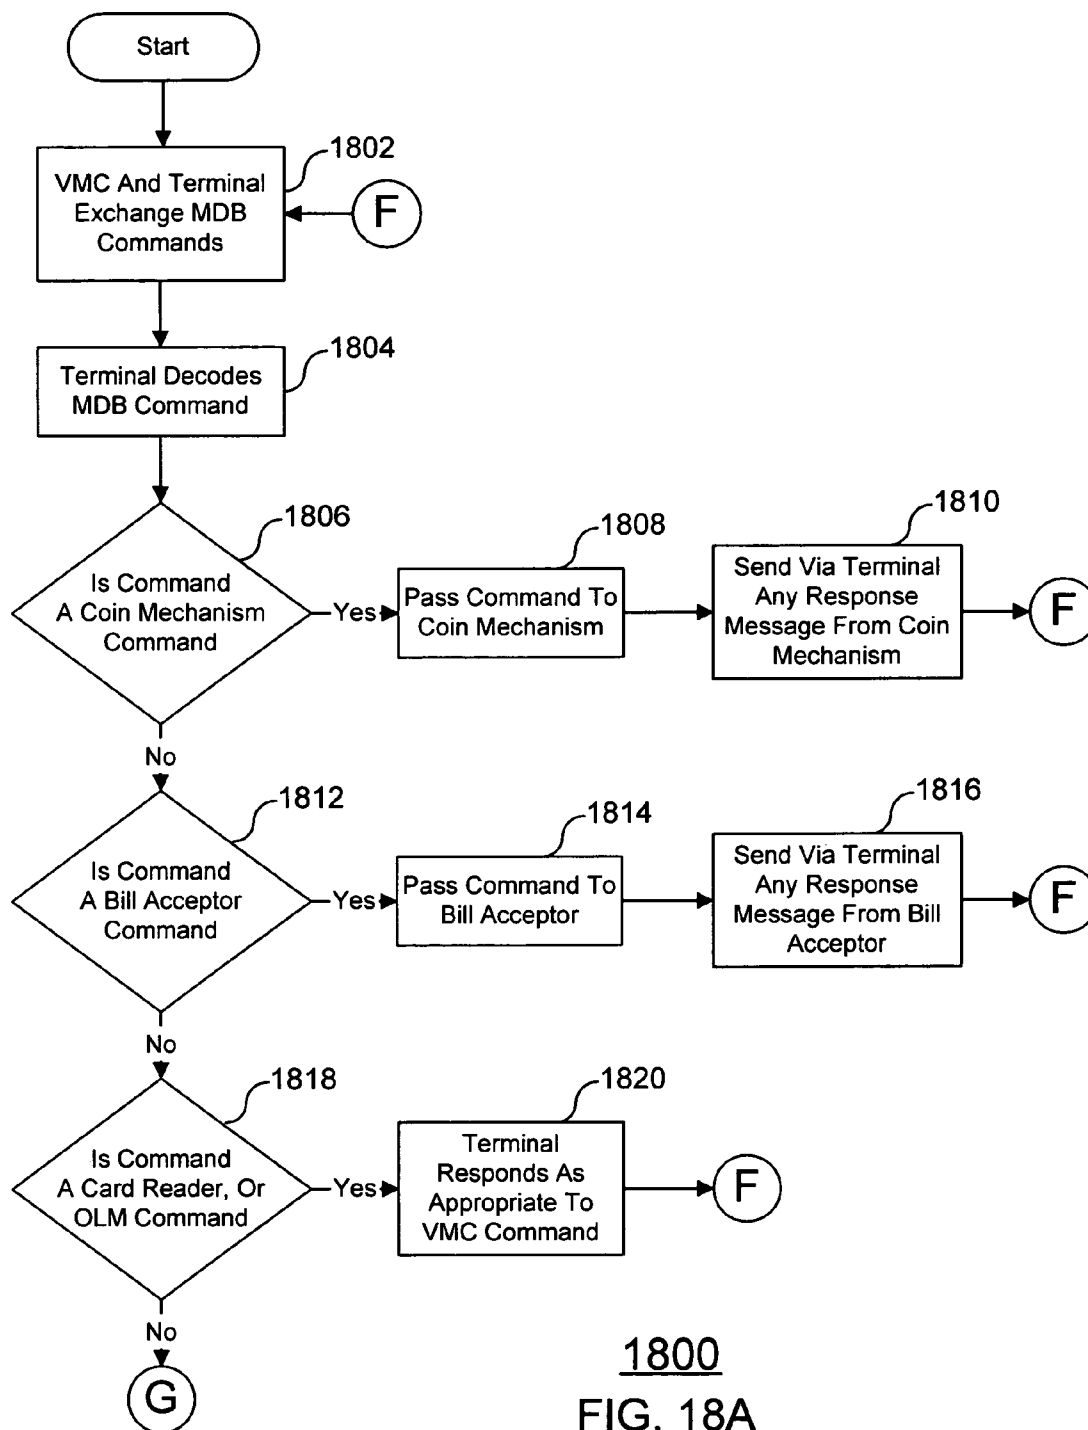 Start
1802
VMC And Terminal
Exchange MDB
Commands
F
1804
Terminal Decodes
MDB Command
1806
Is Command
A Coin Mechanism
Command
Yes
1808
Pass Command To
Coin Mechanism
1810
Send Via Terminal
Any Response
Message From Coin
Mechanism
F
No
1812
Is Command
A Bill Acceptor
Command
Yes
1814
Pass Command To
Bill Acceptor
1816
Send Via Terminal
Any Response
Message From Bill
Acceptor
F
No
1818
Is Command
A Card Reader, Or
OLM Command
Yes
1820
Terminal
Responds As
Appropriate To
VMC Command
F
No
G
1800
FIG. 18A